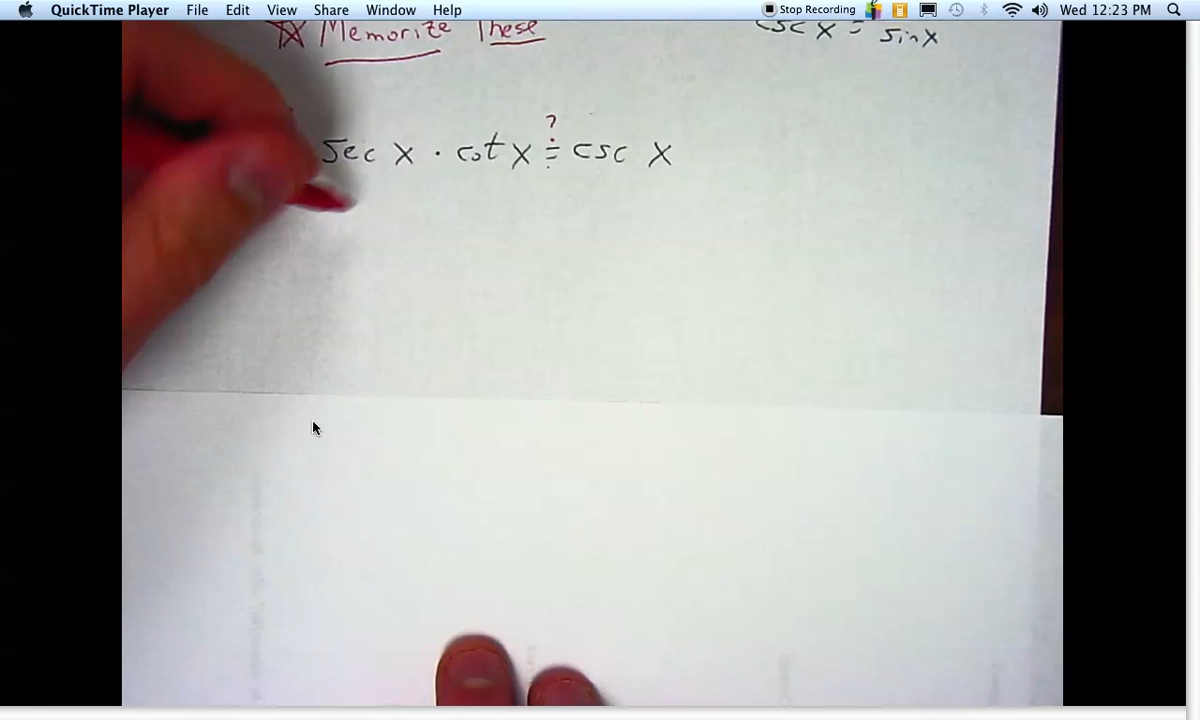 QuickTime Player File Edit View Share Window Help Stop Recording Wed 12:23 PM
Memorize These
csc x = sinx
sec x · cot x ≟ csc x